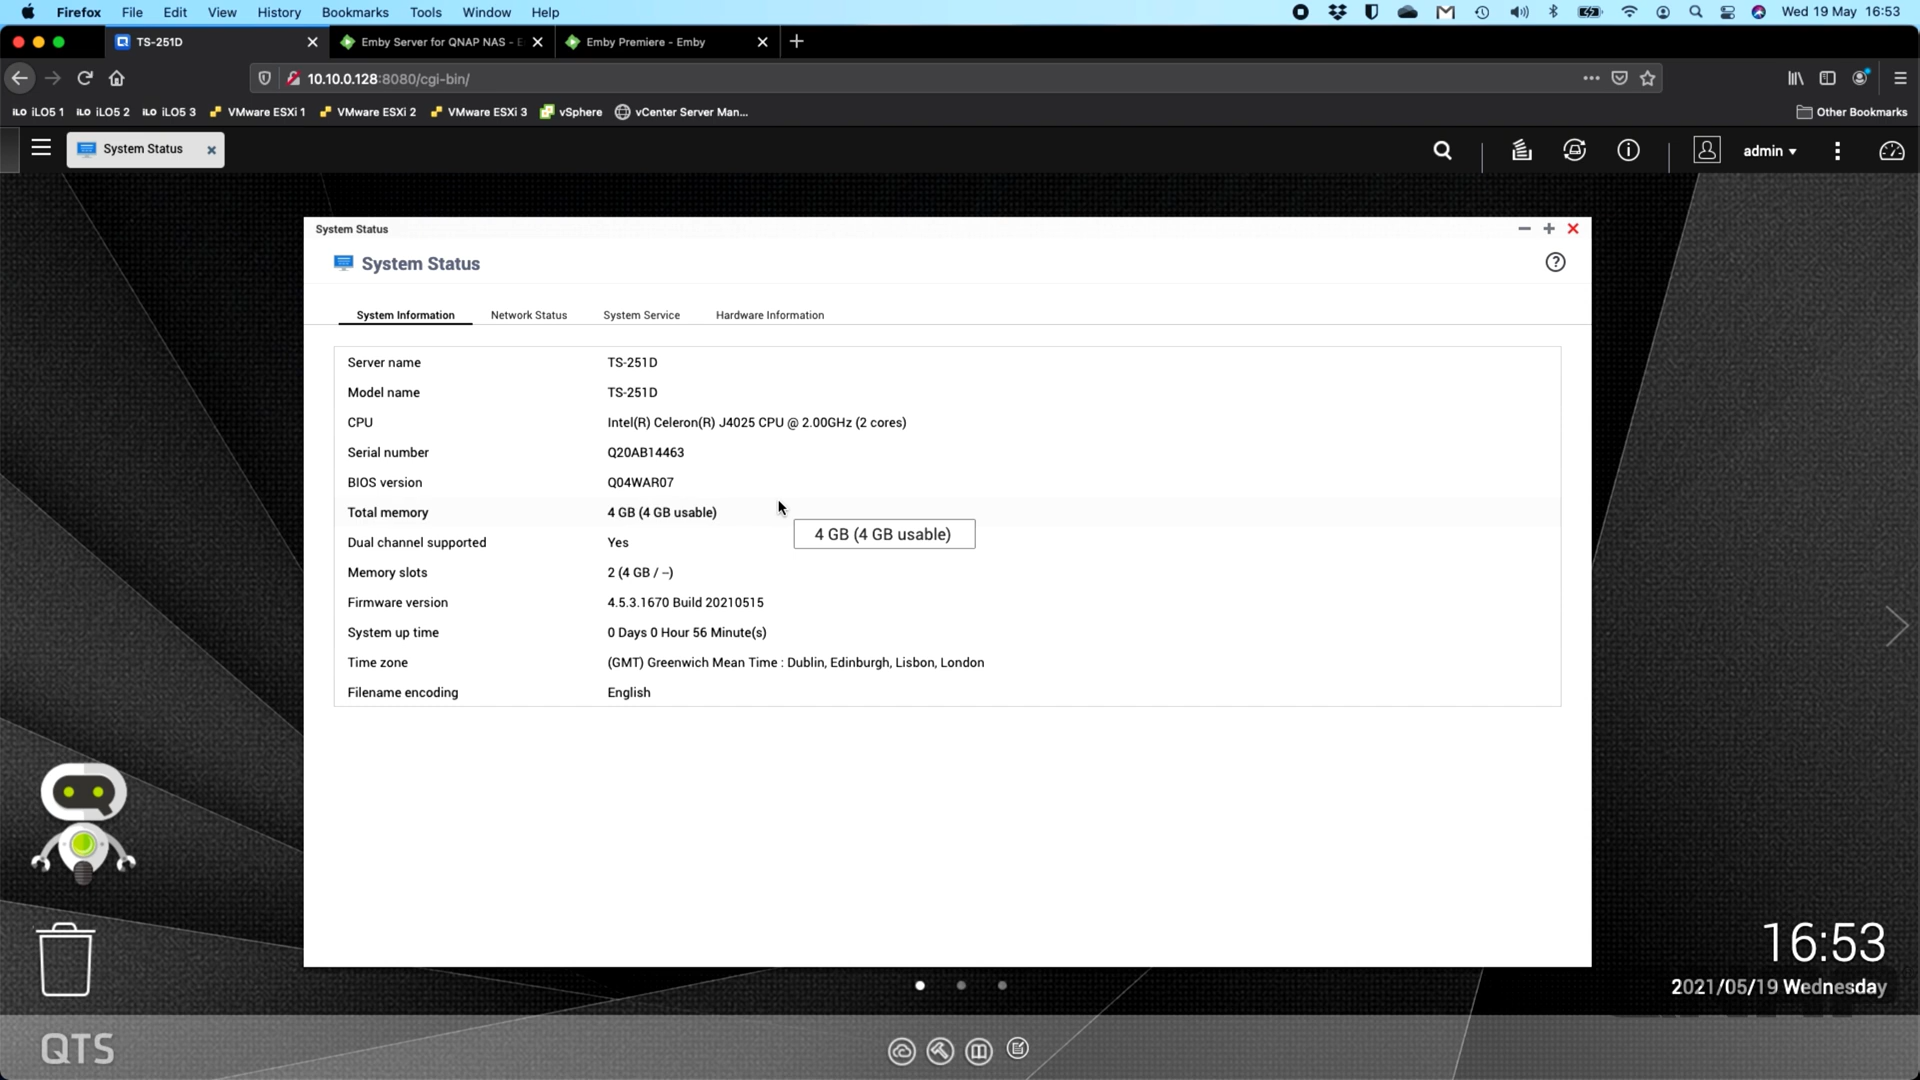 Firefox File Edit View History Bookmarks Tools Window Help Wed 19 May 16:53
TS-251D Emby Server for QNAP NAS - E Emby Premiere - Emby
10.10.0.128:8080/cgi-bin/
iLO iLO5 1 iLO iLO5 2 iLO iLO5 3 VMware ESXi 1 VMware ESXi 2 VMware ESXi 3 vSphere vCenter Server Man... Other Bookmarks
System Status admin
System Status
System Status
System Information Network Status System Service Hardware Information
Server name TS-251D
Model name TS-251D
CPU Intel(R) Celeron(R) J4025 CPU @ 2.00GHz (2 cores)
Serial number Q20AB14463
BIOS version Q04WAR07
Total memory 4 GB (4 GB usable)
4 GB (4 GB usable)
Dual channel supported Yes
Memory slots 2 (4 GB / --)
Firmware version 4.5.3.1670 Build 20210515
System up time 0 Days 0 Hour 56 Minute(s)
Time zone (GMT) Greenwich Mean Time : Dublin, Edinburgh, Lisbon, London
Filename encoding English
16:53
2021/05/19 Wednesday
QTS